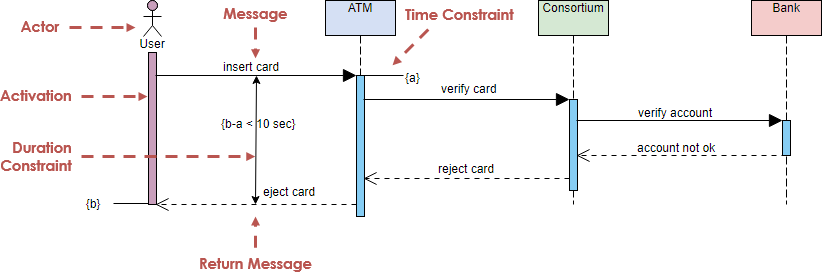 Message
ATM
Time Constraint
Consortium
Bank
Actor
User
insert card
{a}
verify card
Activation
verify account
{b-a < 10 sec}
Duration
Constraint
account not ok
reject card
eject card
{b}
Return Message